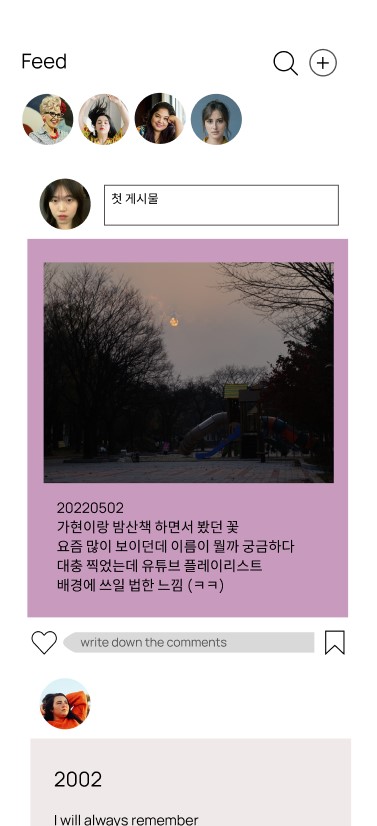 Feed
첫 게시물
20220502
가현이랑 밤산책 하면서 봤던 꽃
요즘 많이 보이던데 이름이 뭘까 궁금하다
대충 찍었는데 유튜브 플레이리스트
배경에 쓰일 법한 느낌 (ㅋㅋ)
write down the comments
2002
I will always remember